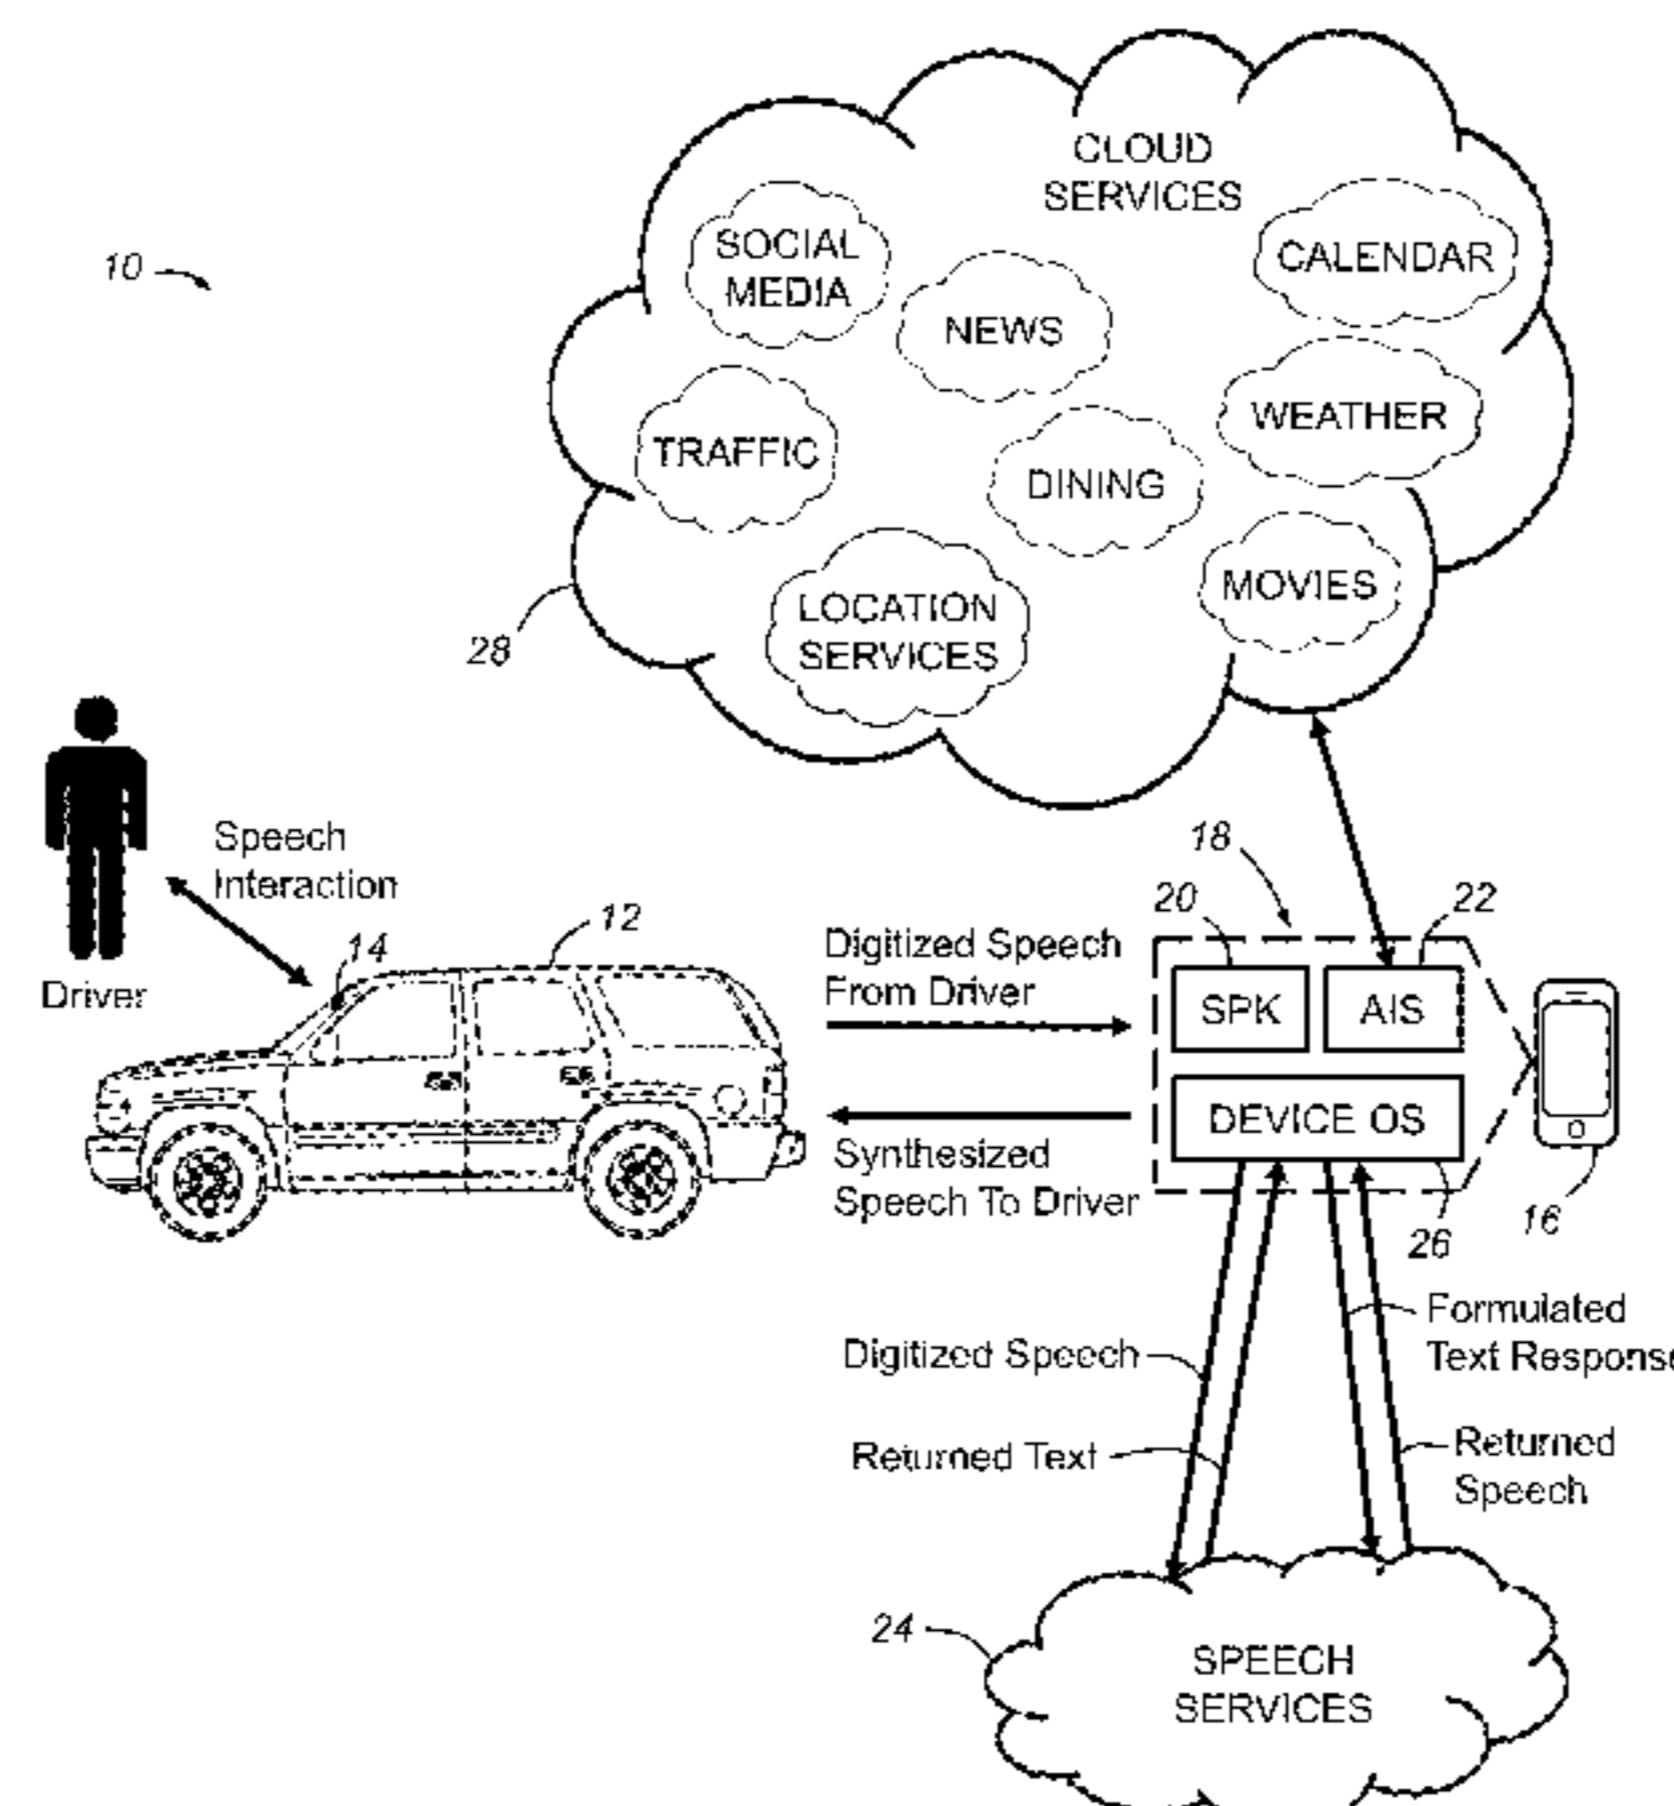 CLOUD
SERVICES
SOCIAL
MEDIA
CALENDAR
10
NEWS
WEATHER
TRAFFIC
DINING
MOVIES
LOCATION
SERVICES
28
Speech
Interaction
18
20
22
12
14
Driver
Digitized Speech
From Driver
SPK
AIS
DEVICE OS
Synthesized
Speech To Driver
16
26
Formulated
Text Response
Digitized Speech
Returned Text
Returned
Speech
24
SPEECH
SERVICES